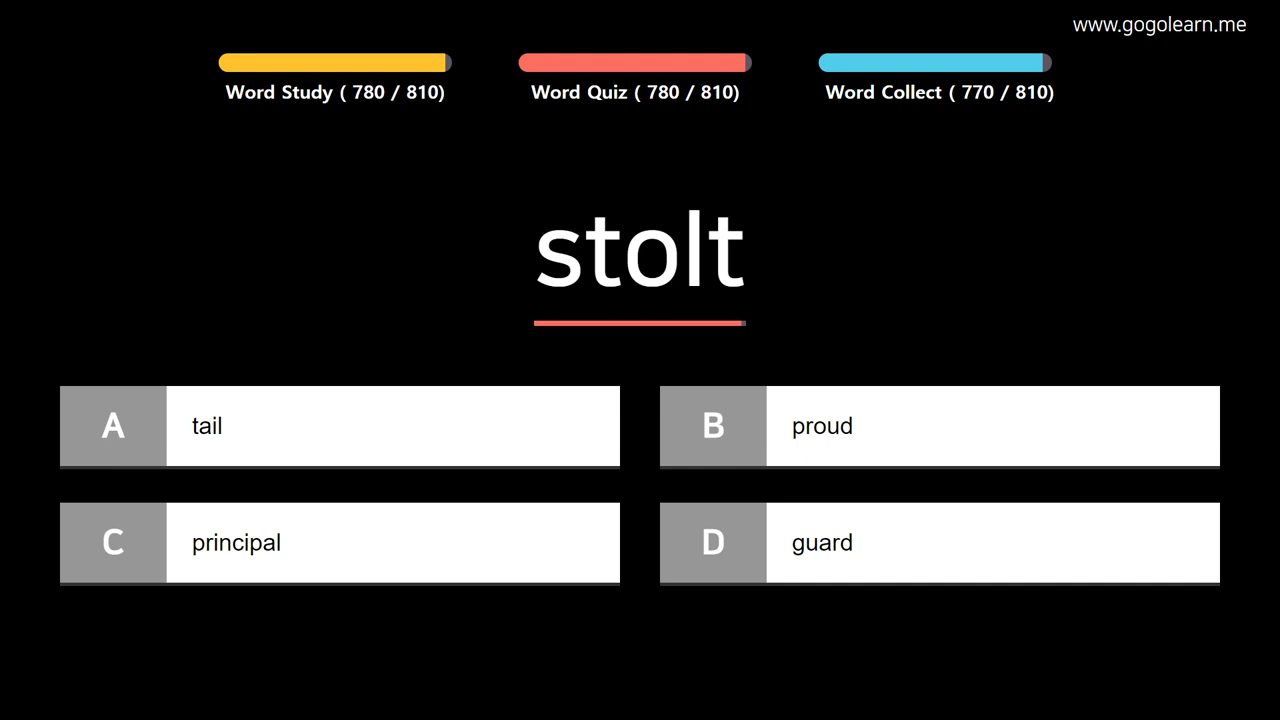 www.gogolearn.me
Word Study ( 780 / 810)
Word Quiz ( 780 / 810)
Word Collect ( 770 / 810)
stolt
A tail
B proud
C principal
D guard